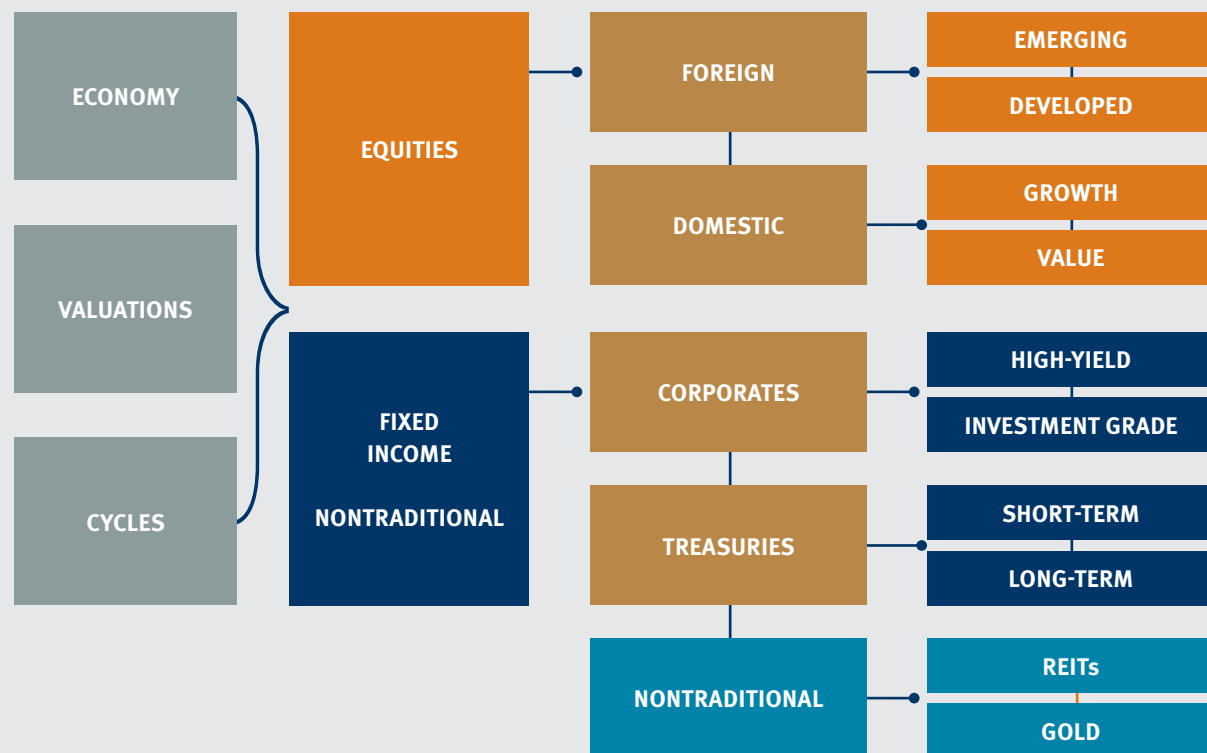 ECONOMY
VALUATIONS
CYCLES
EQUITIES
FIXED
INCOME
NONTRADITIONAL
FOREIGN
DOMESTIC
CORPORATES
TREASURIES
NONTRADITIONAL
EMERGING
DEVELOPED
GROWTH
VALUE
HIGH-YIELD
INVESTMENT GRADE
SHORT-TERM
LONG-TERM
REITs
GOLD